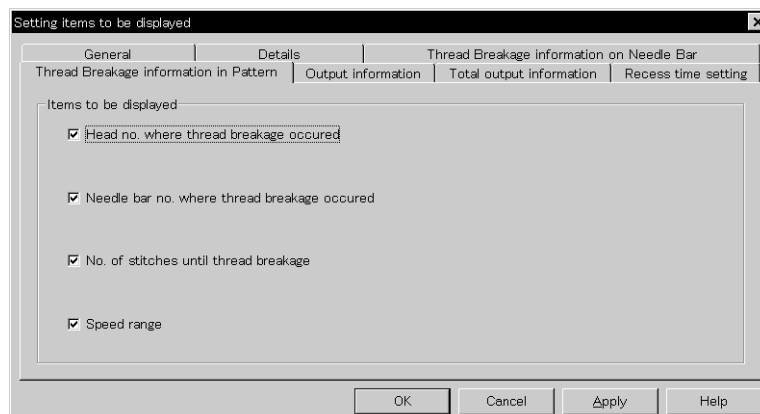 Setting items to be displayed
General
Details
Thread Breakage information on Needle Bar
Thread Breakage information in Pattern
Output information
Total output information
Recess time setting
Items to be displayed
Head no. where thread breakage occured
Needle bar no. where thread breakage occured
No. of stitches until thread breakage
Speed range
OK
Cancel
Apply
Help